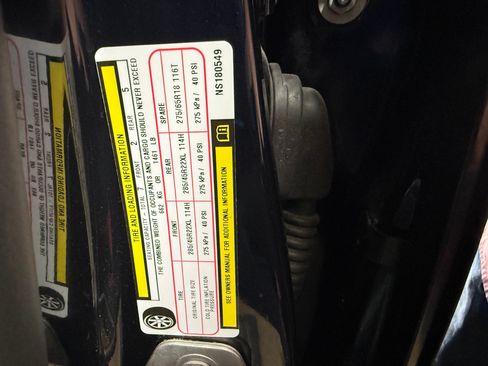 TIRE AND LOADING INFORMATION
SEATING CAPACITY - TOTAL 7 FRONT 2 REAR 5
THE COMBINED WEIGHT OF OCCUPANTS AND CARGO SHOULD NEVER EXCEED
662 KG OR 1461 LB
TIRE FRONT REAR SPARE
ORIGINAL TIRE SIZE 285/45R22XL 114H 285/45R22XL 114H 275/65R18 116T
COLD TIRE INFLATION PRESSURE 275 kPa / 40 PSI 275 kPa / 40 PSI 275 kPa / 40 PSI
SEE OWNERS MANUAL FOR ADDITIONAL INFORMATION
NS180549